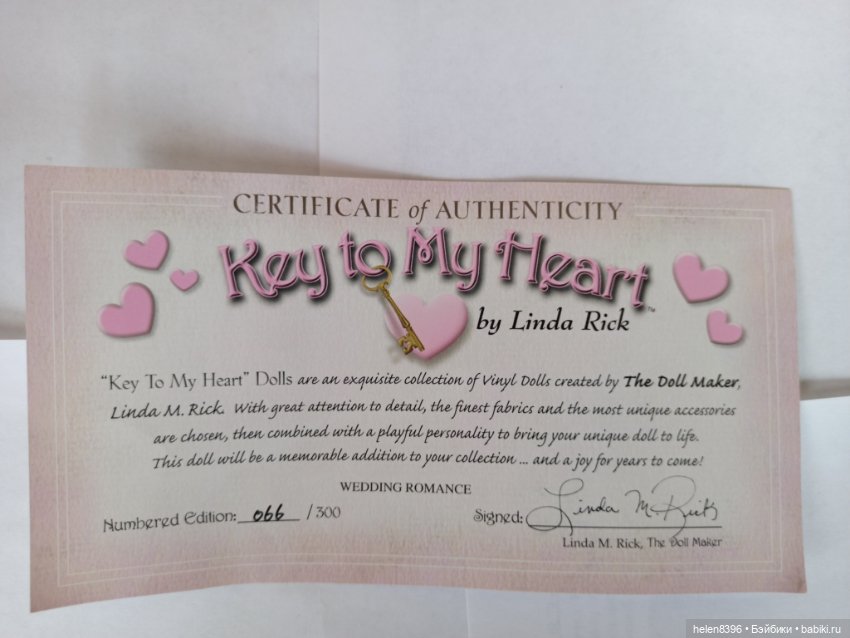 CERTIFICATE of AUTHENTICITY
Key to My Heart™
by Linda Rick
"Key To My Heart" Dolls are an exquisite collection of Vinyl Dolls created by The Doll Maker,
Linda M. Rick. With great attention to detail, the finest fabrics and the most unique accessories
are chosen, then combined with a playful personality to bring your unique doll to life.
This doll will be a memorable addition to your collection ... and a joy for years to come!
WEDDING ROMANCE
Numbered Edition: 066 /300
Signed: Linda M. Rick
Linda M. Rick, The Doll Maker
helen8396 • Бэйбики • babiki.ru